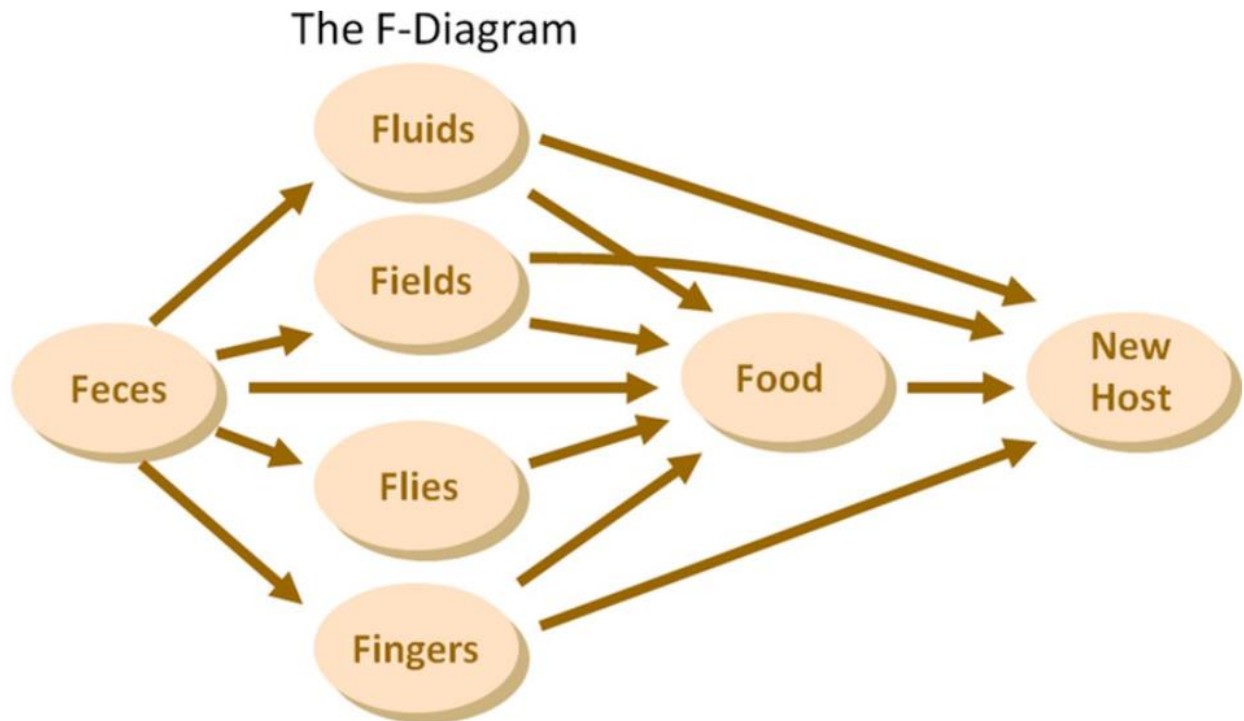 The F-Diagram
Fluids
Fields
Feces
Food
New
Host
Flies
Fingers